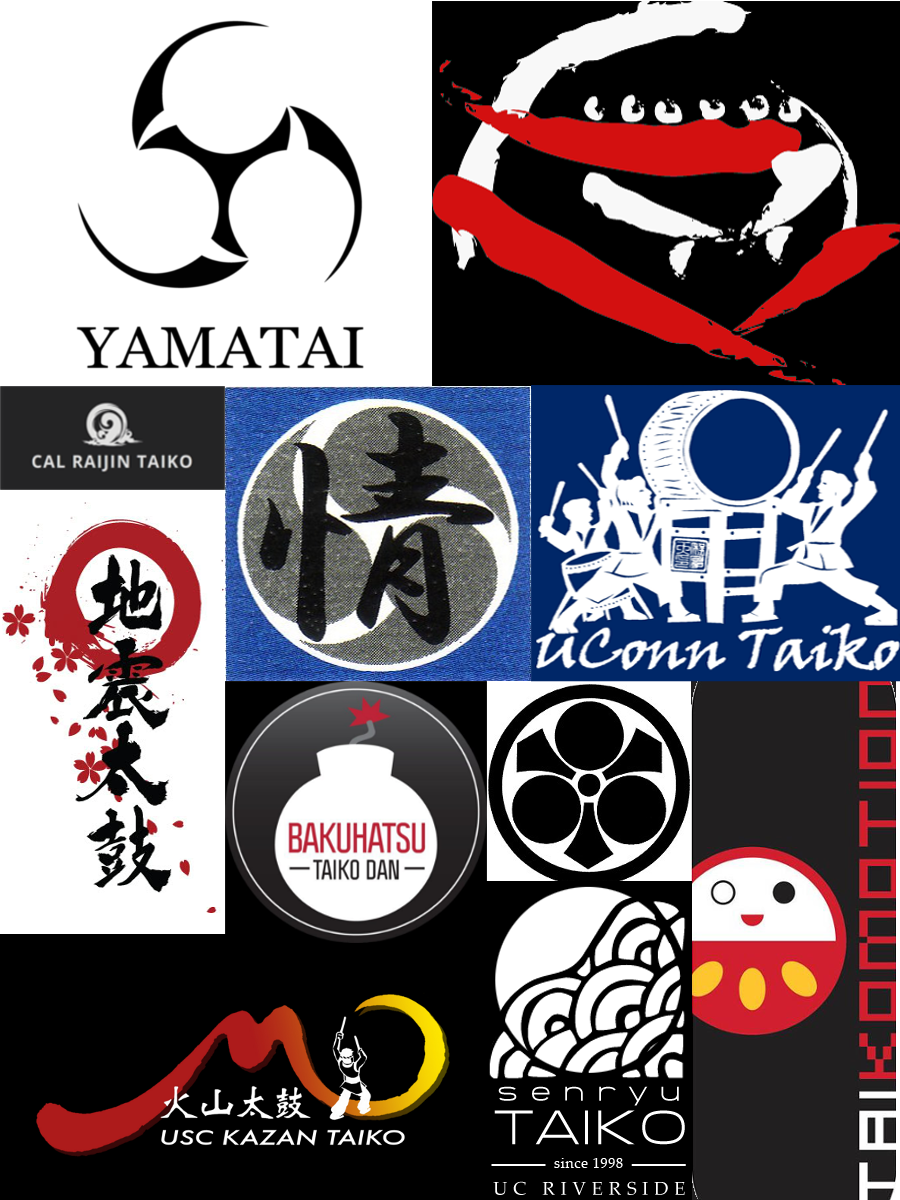 YAMATAI
CAL RAIJIN TAIKO
情
UConn Taiko
地震太鼓
BAKUHATSU
TAIKO DAN
TAIKOMOTION
senryu
TAIKO
since 1998
UC RIVERSIDE
火山太鼓
USC KAZAN TAIKO